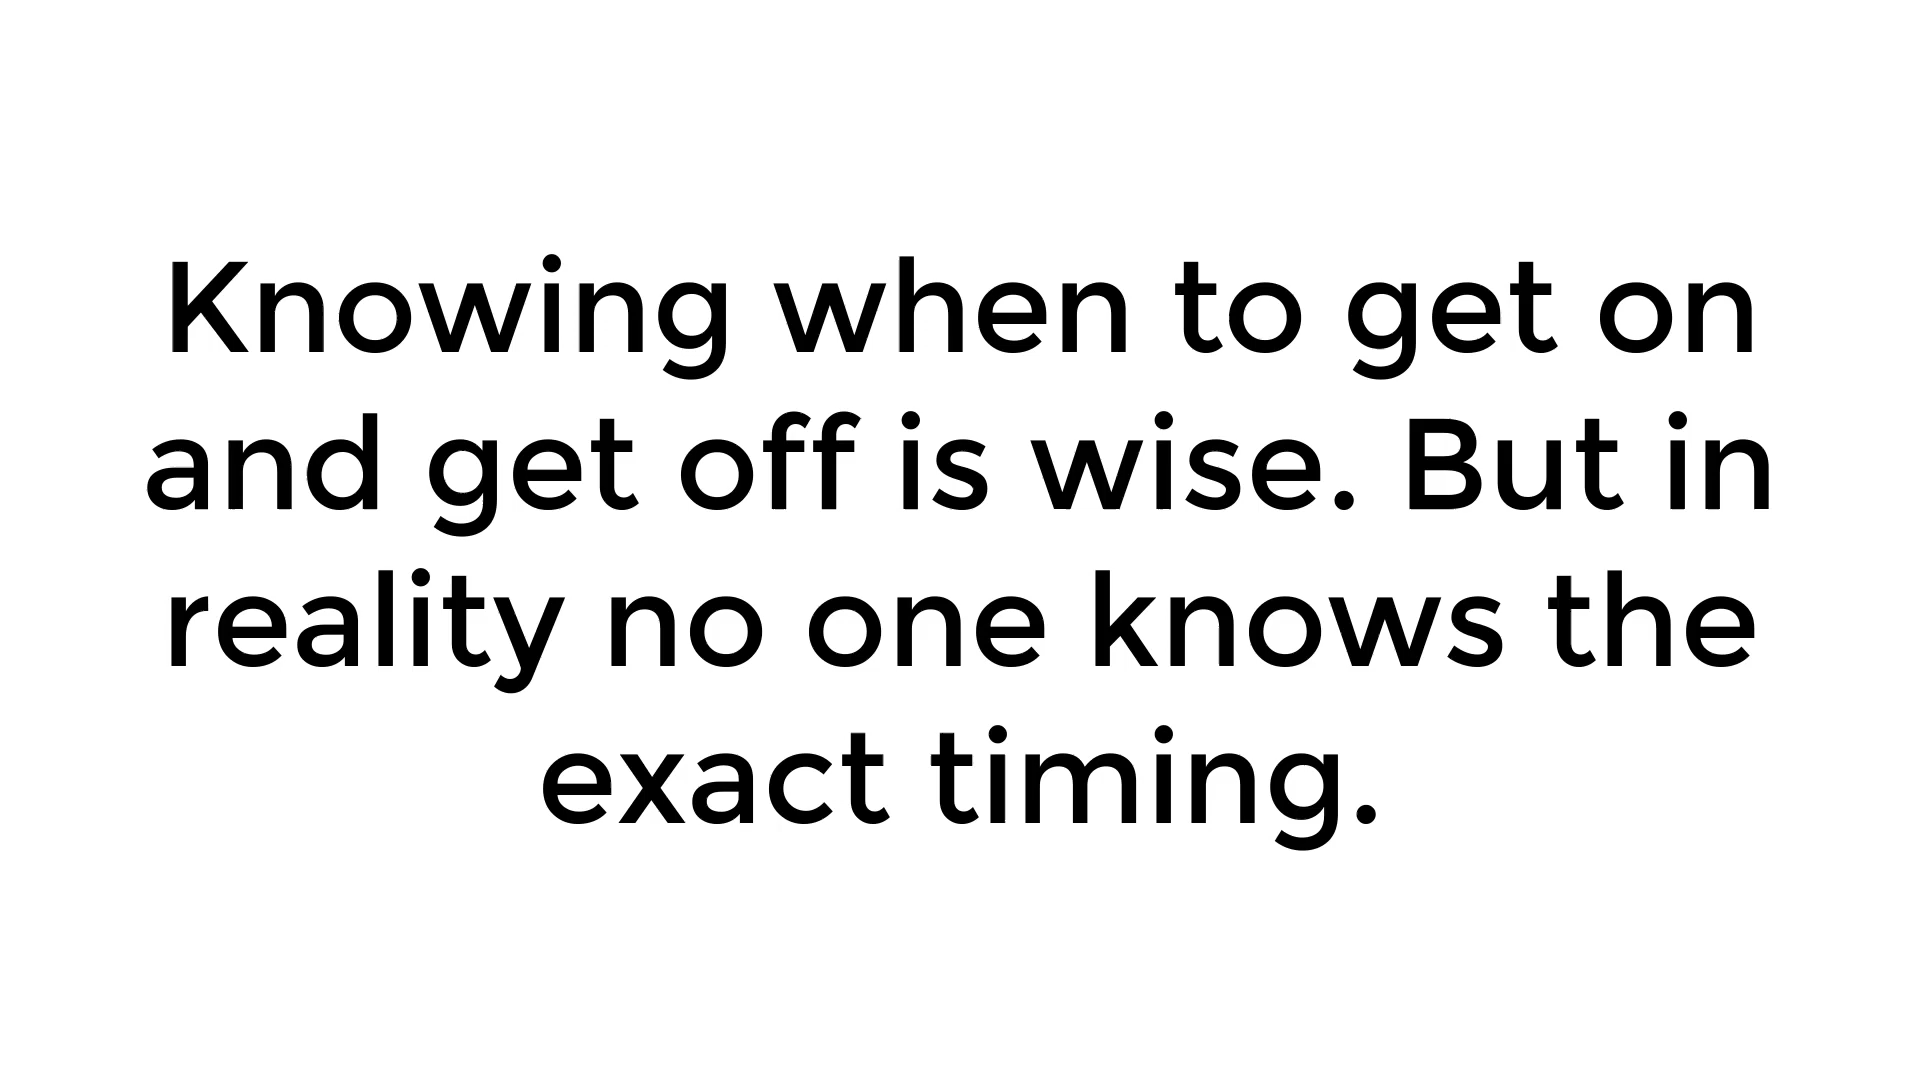 Knowing when to get on
and get off is wise. But in
reality no one knows the
exact timing.